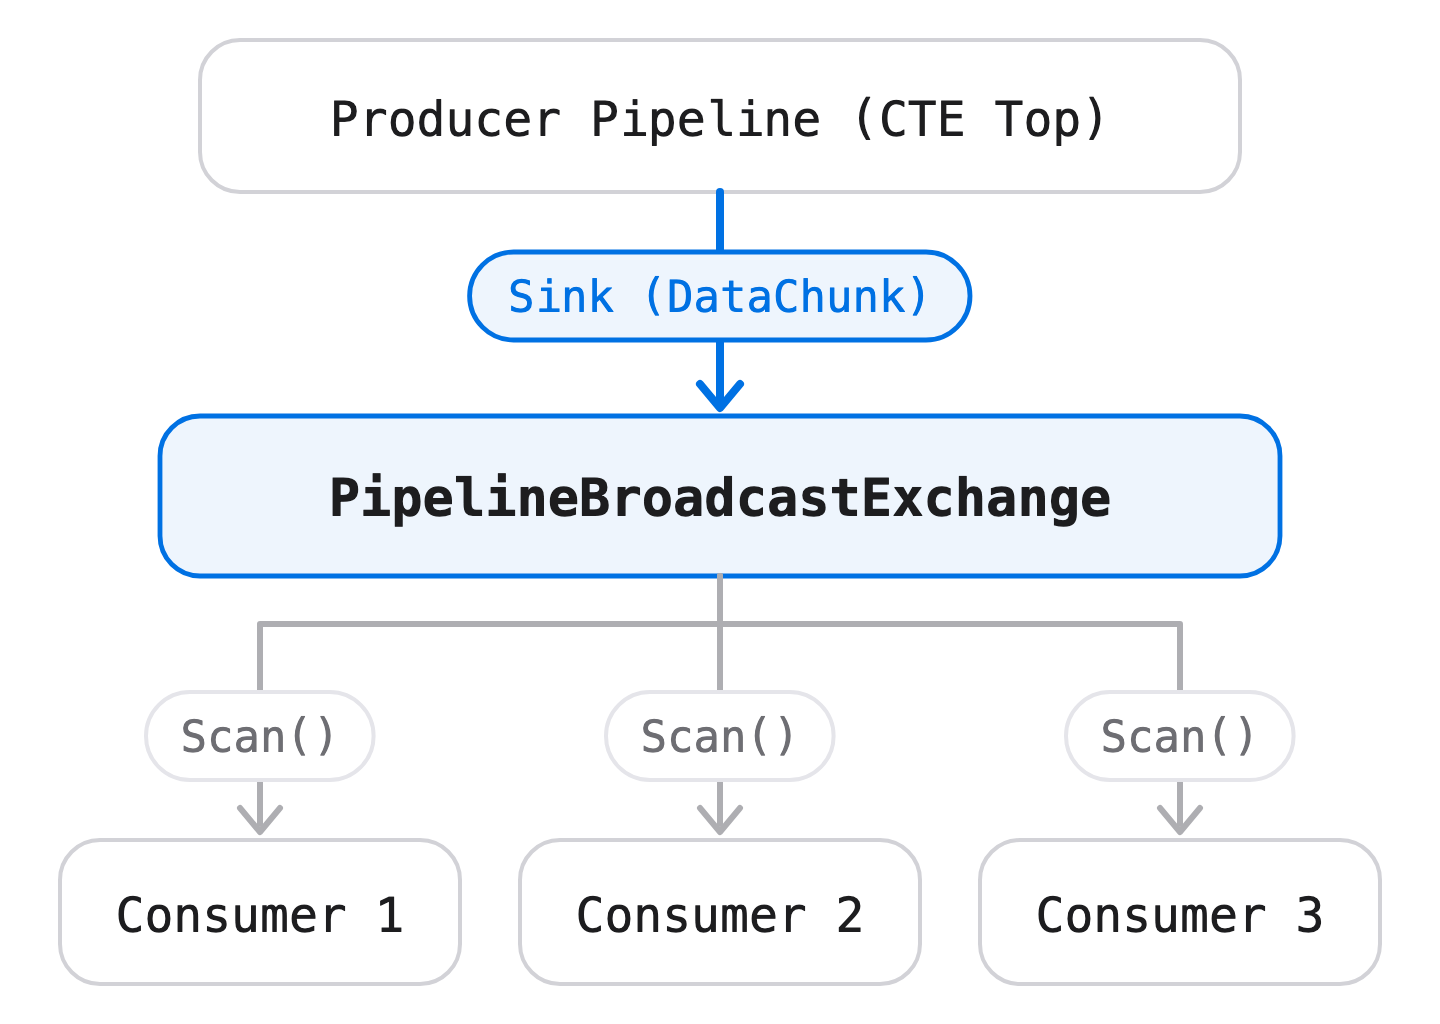 Producer Pipeline (CTE Top)
Sink (DataChunk)
PipelineBroadcastExchange
Scan()
Scan()
Scan()
Consumer 1
Consumer 2
Consumer 3